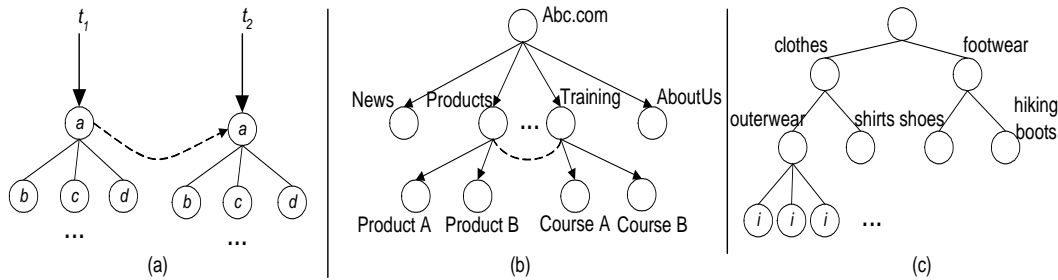 t1
t2
a
a
b
c
d
b
c
d
...
...
(a)
Abc.com
News
Products
Training
AboutUs
...
Product A
Product B
Course A
Course B
(b)
clothes
footwear
outerwear
shirts
shoes
hiking
boots
i
i
i
...
(c)